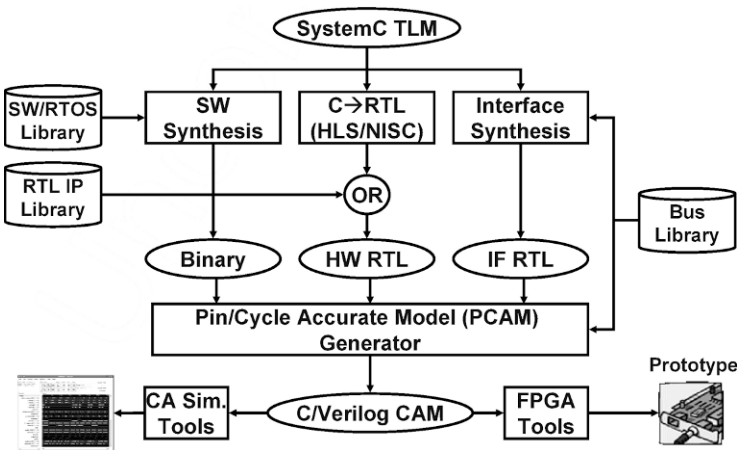 SystemC TLM
SW/RTOS
Library
SW
Synthesis
C→RTL
(HLS/NISC)
Interface
Synthesis
RTL IP
Library
OR
Bus
Library
Binary
HW RTL
IF RTL
Pin/Cycle Accurate Model (PCAM)
Generator
Prototype
CA Sim.
Tools
C/Verilog CAM
FPGA
Tools